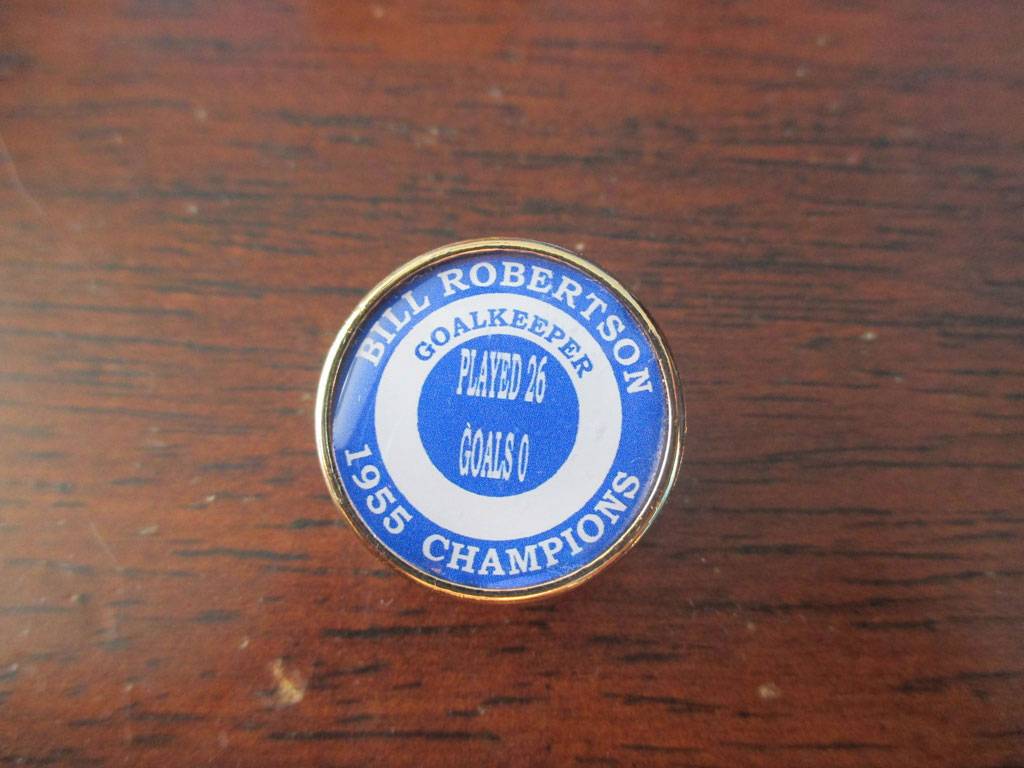 BILL ROBERTSON
GOALKEEPER
PLAYED 26
GOALS 0
1955 CHAMPIONS